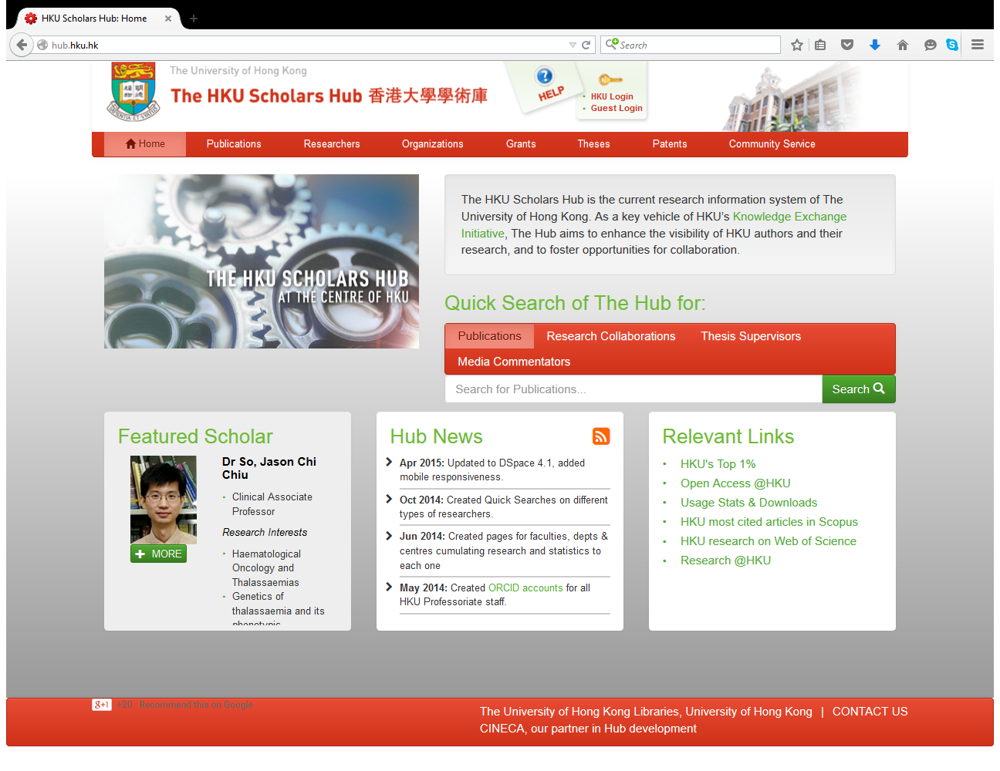 HKU Scholars Hub: Home
hub.hku.hk
Search
The University of Hong Kong
The HKU Scholars Hub 香港大學學術庫
HELP
HKU Login
Guest Login
SAPIENTIA ET VIRTUS
Home Publications Researchers Organizations Grants Theses Patents Community Service
THE HKU SCHOLARS HUB
AT THE CENTRE OF HKU
The HKU Scholars Hub is the current research information system of The
University of Hong Kong. As a key vehicle of HKU's Knowledge Exchange
Initiative, The Hub aims to enhance the visibility of HKU authors and their
research, and to foster opportunities for collaboration.
Quick Search of The Hub for:
Publications Research Collaborations Thesis Supervisors
Media Commentators
Search for Publications... Search
Featured Scholar
Dr So, Jason Chi
Chiu
• Clinical Associate
Professor
Research Interests
MORE
• Haematological
Oncology and
Thalassaemias
• Genetics of
thalassaemia and its
phenotypic
Hub News
Apr 2015: Updated to DSpace 4.1, added
mobile responsiveness.
Oct 2014: Created Quick Searches on different
types of researchers.
Jun 2014: Created pages for faculties, depts &
centres cumulating research and statistics to
each one
May 2014: Created ORCID accounts for all
HKU Professoriate staff.
Relevant Links
• HKU's Top 1%
• Open Access @HKU
• Usage Stats & Downloads
• HKU most cited articles in Scopus
• HKU research on Web of Science
• Research @HKU
g+1 +20 Recommend this on Google
The University of Hong Kong Libraries, University of Hong Kong | CONTACT US
CINECA, our partner in Hub development